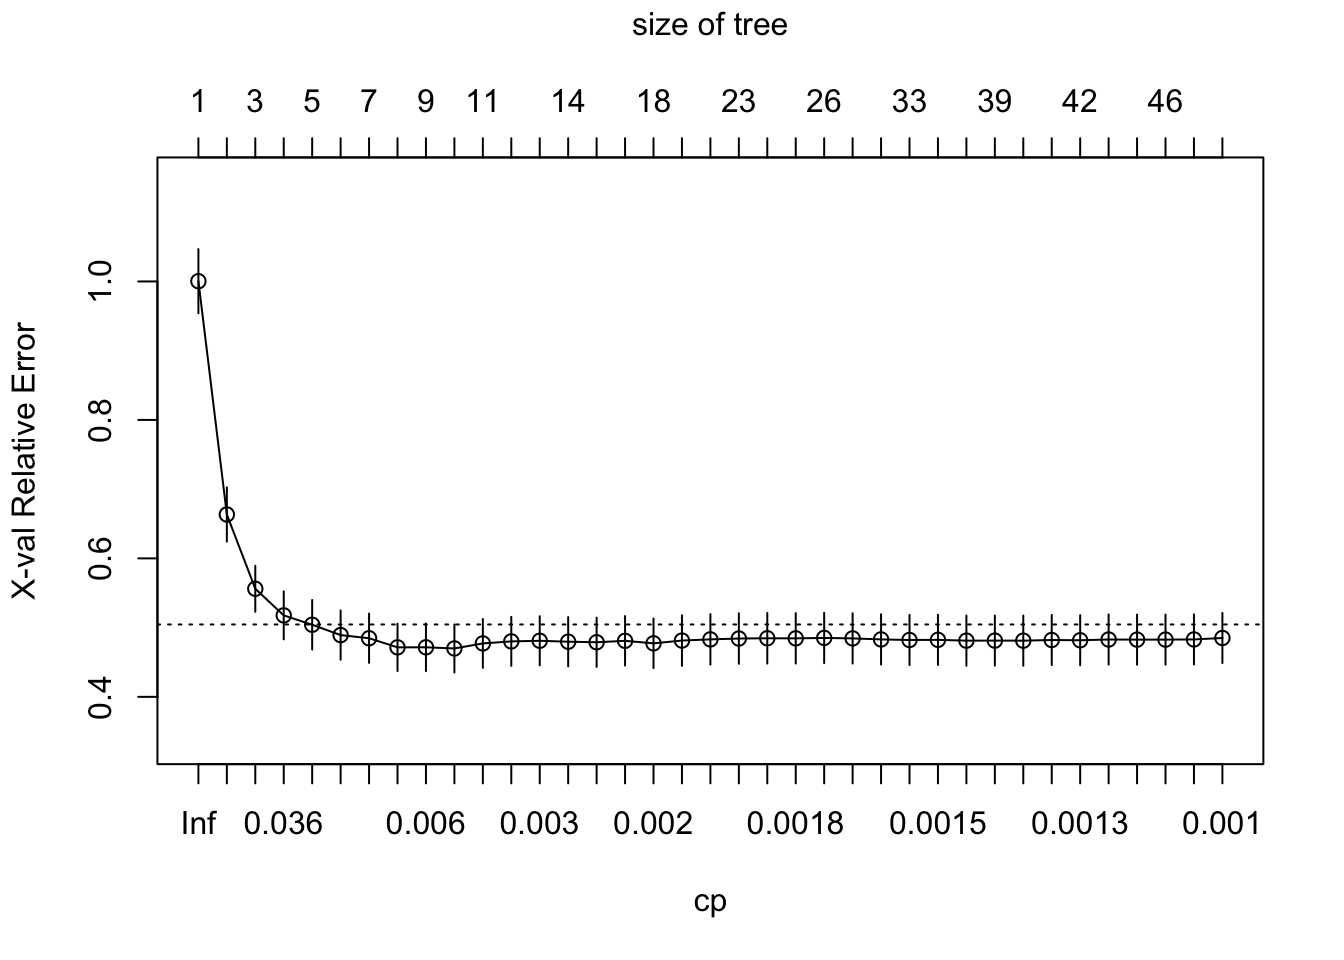 size of tree
1 3 5 7 9 11 14 18 23 26 33 39 42 46
X-val Relative Error
1.0
0.8
0.6
0.4
Inf 0.036 0.006 0.003 0.002 0.0018 0.0015 0.0013 0.001
cp